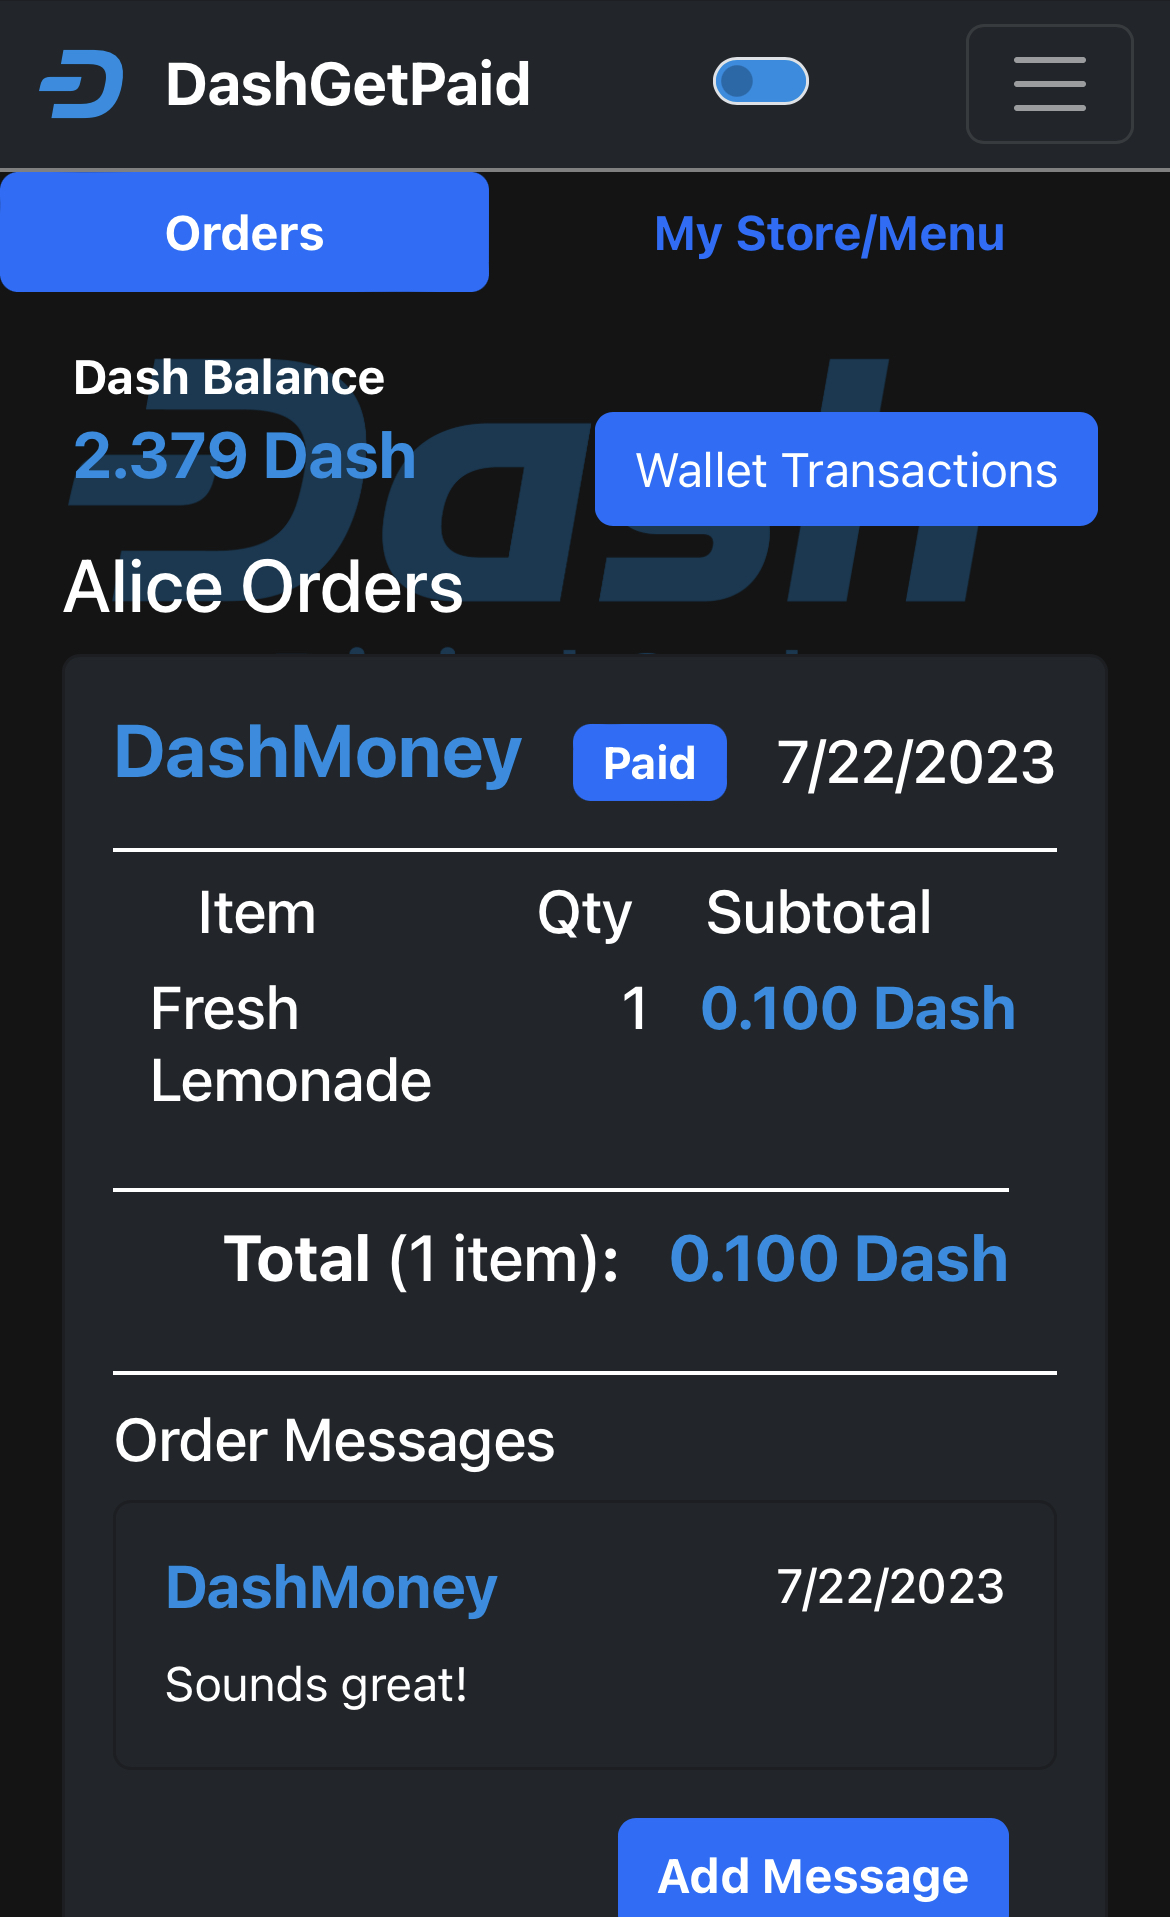 DashGetPaid
Orders My Store/Menu
Dash Balance
2.379 Dash
Wallet Transactions
Dash
Alice Orders
DashMoney Paid 7/22/2023
Item Qty Subtotal
Fresh 1 0.100 Dash
Lemonade
Total (1 item): 0.100 Dash
Order Messages
DashMoney 7/22/2023
Sounds great!
Add Message